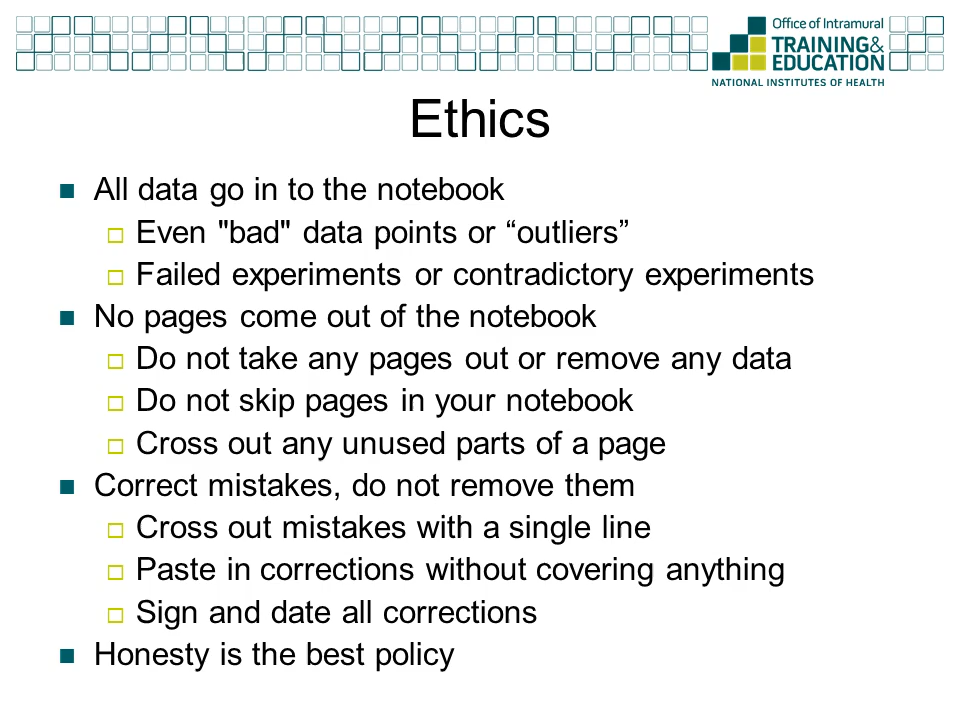 Office of Intramural
TRAINING&
EDUCATION
NATIONAL INSTITUTES OF HEALTH
Ethics
All data go in to the notebook
Even "bad" data points or “outliers”
Failed experiments or contradictory experiments
No pages come out of the notebook
Do not take any pages out or remove any data
Do not skip pages in your notebook
Cross out any unused parts of a page
Correct mistakes, do not remove them
Cross out mistakes with a single line
Paste in corrections without covering anything
Sign and date all corrections
Honesty is the best policy